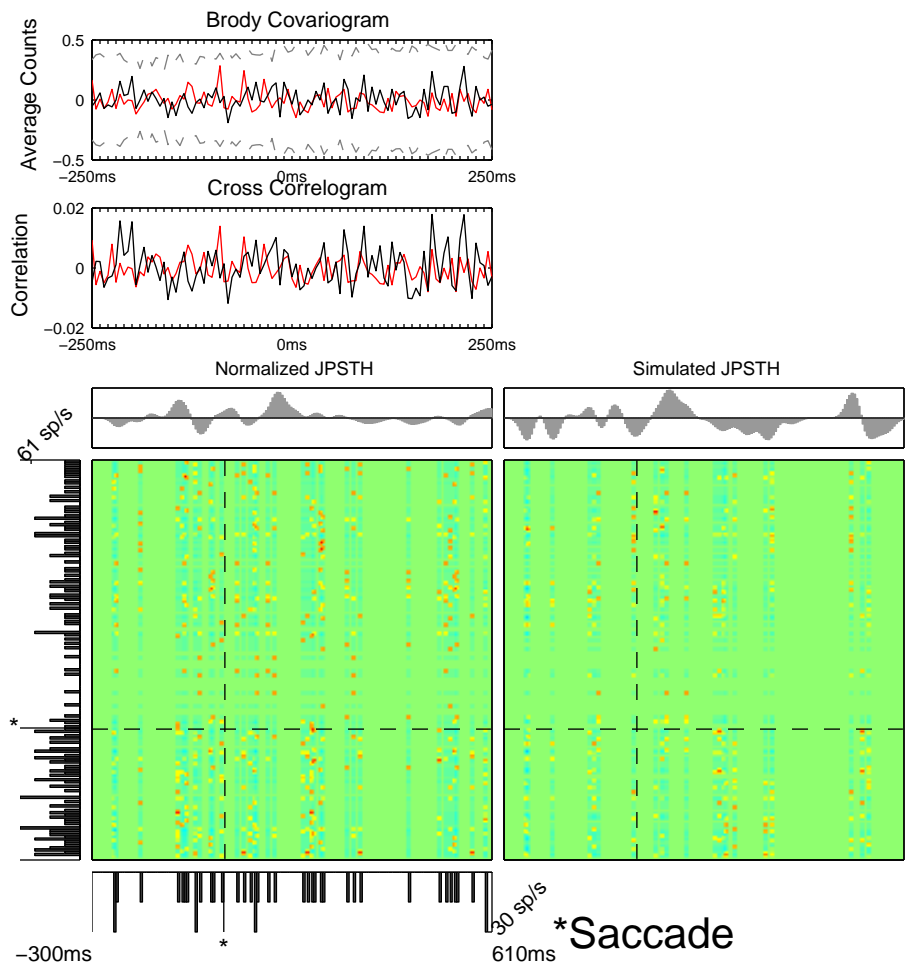 Brody Covariogram
Average Counts
0.5
0
−0.5
−250ms
0ms
250ms
Cross Correlogram
Correlation
0.02
0
−0.02
−250ms
0ms
250ms
Normalized JPSTH
Simulated JPSTH
61 sp/s
*
*
30 sp/s
*Saccade
−300ms
610ms